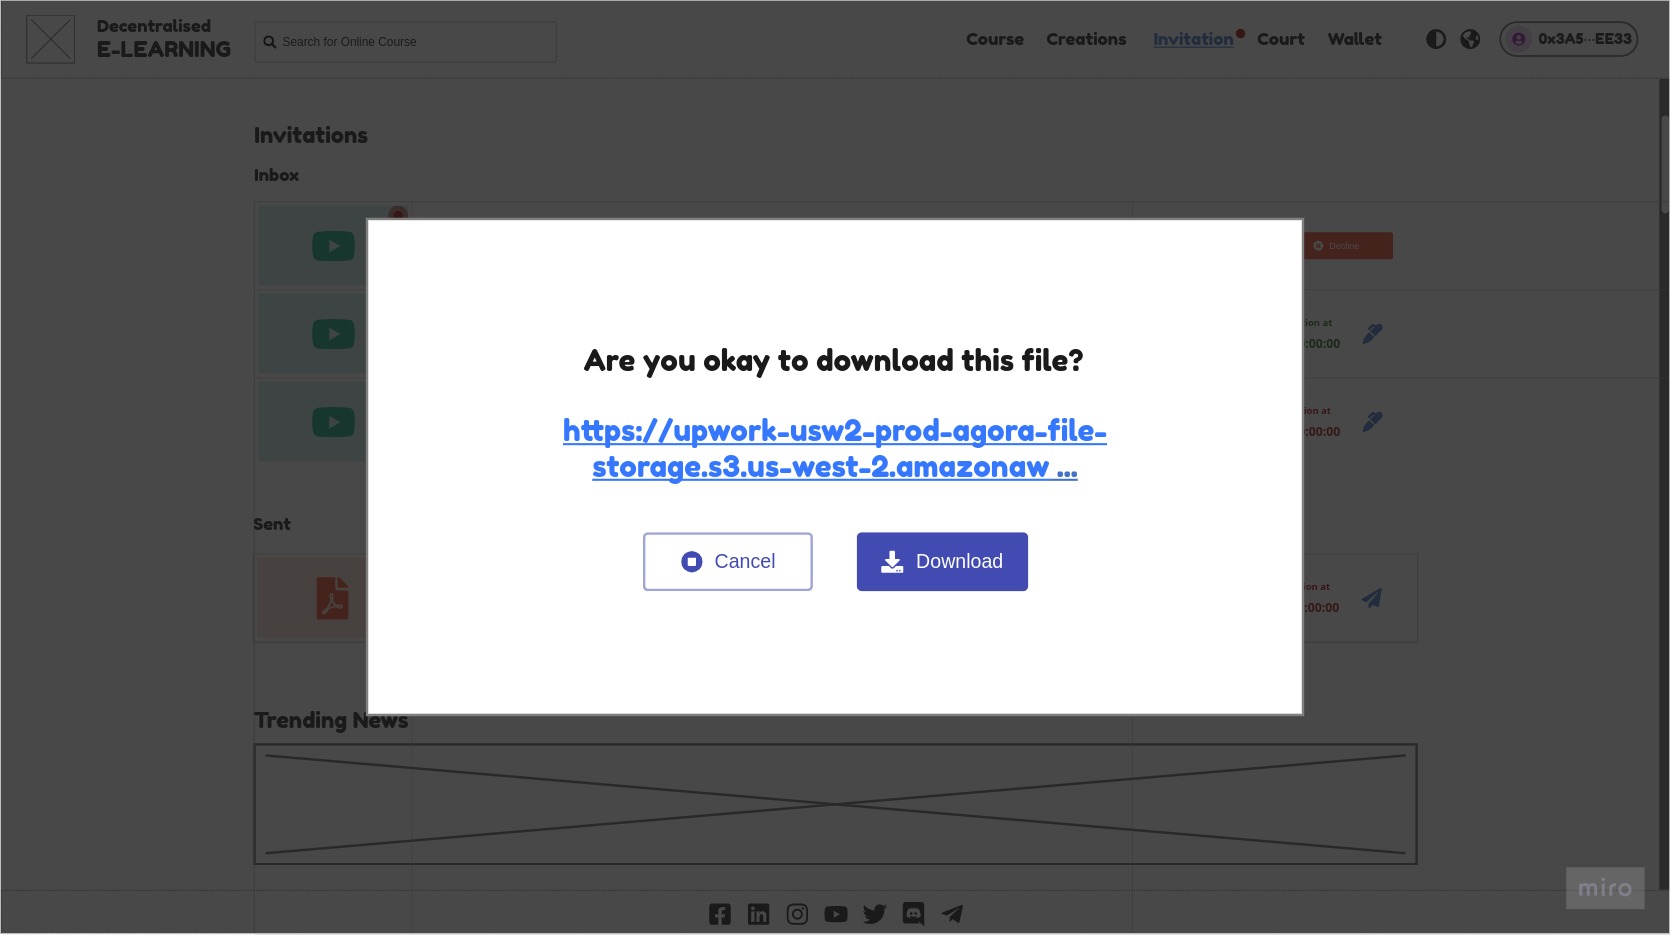 Decentralised
E-LEARNING
Search for Online Course
Course Creations Invitation Court Wallet
0x3A5···EE33
Invitations
Inbox
Decline
ion at
:00:00
ion at
:00:00
Are you okay to download this file?
https://upwork-usw2-prod-agora-file-
storage.s3.us-west-2.amazonaw ...
Cancel Download
Sent
ion at
:00:00
Trending News
miro